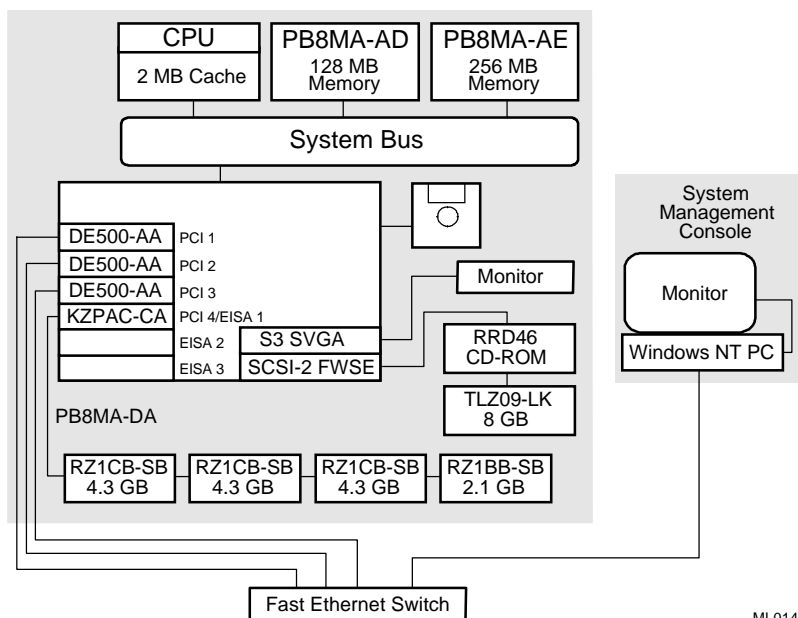 CPU
2 MB Cache
PB8MA-AD
128 MB
Memory
PB8MA-AE
256 MB
Memory
System Bus
DE500-AA PCI 1
DE500-AA PCI 2
DE500-AA PCI 3
KZPAC-CA PCI 4/EISA 1
EISA 2 S3 SVGA
EISA 3 SCSI-2 FWSE
Monitor
RRD46
CD-ROM
TLZ09-LK
8 GB
PB8MA-DA
RZ1CB-SB
4.3 GB
RZ1CB-SB
4.3 GB
RZ1CB-SB
4.3 GB
RZ1BB-SB
2.1 GB
System
Management
Console
Monitor
Windows NT PC
Fast Ethernet Switch